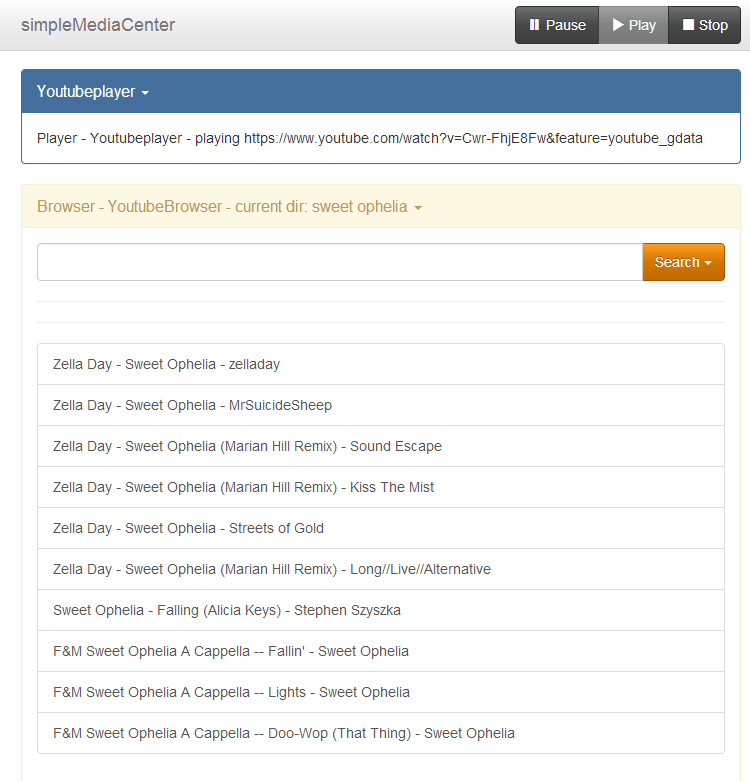 simpleMediaCenter
Pause Play Stop
Youtubeplayer
Player - Youtubeplayer - playing https://www.youtube.com/watch?v=Cwr-FhjE8Fw&feature=youtube_gdata
Browser - YoutubeBrowser - current dir: sweet ophelia
Search
Zella Day - Sweet Ophelia - zelladay
Zella Day - Sweet Ophelia - MrSuicideSheep
Zella Day - Sweet Ophelia (Marian Hill Remix) - Sound Escape
Zella Day - Sweet Ophelia (Marian Hill Remix) - Kiss The Mist
Zella Day - Sweet Ophelia - Streets of Gold
Zella Day - Sweet Ophelia (Marian Hill Remix) - Long//Live//Alternative
Sweet Ophelia - Falling (Alicia Keys) - Stephen Szyszka
F&M Sweet Ophelia A Cappella -- Fallin' - Sweet Ophelia
F&M Sweet Ophelia A Cappella -- Lights - Sweet Ophelia
F&M Sweet Ophelia A Cappella -- Doo-Wop (That Thing) - Sweet Ophelia